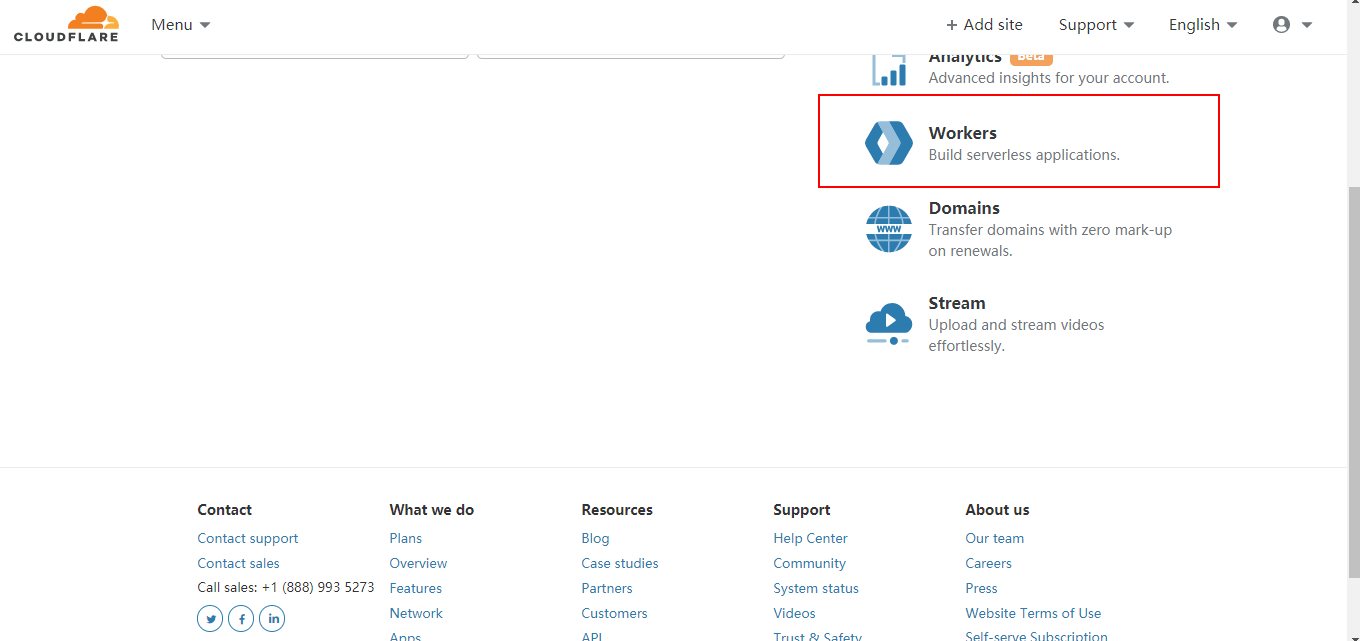 CLOUDFLARE
Menu
+ Add site
Support
English
Analytics Beta
Advanced insights for your account.
Workers
Build serverless applications.
Domains
WWW
Transfer domains with zero mark-up
on renewals.
Stream
Upload and stream videos
effortlessly.
Contact
Contact support
Contact sales
Call sales: +1 (888) 993 5273
in
What we do
Plans
Overview
Features
Network
Apps
Resources
Blog
Case studies
Partners
Customers
API
Support
Help Center
Community
System status
Videos
Trust & Safety
About us
Our team
Careers
Press
Website Terms of Use
Self-serve Subscription